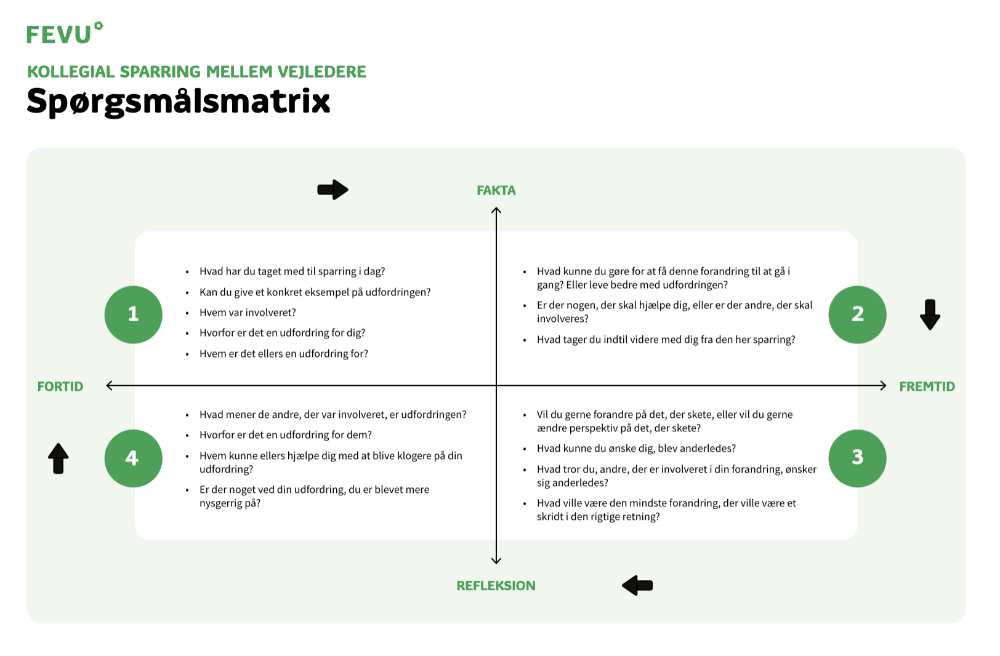 FEVU
KOLLEGIAL SPARRING MELLEM VEJLEDERE
Spørgsmålsmatrix
FAKTA
1
• Hvad har du taget med til sparring i dag?
• Kan du give et konkret eksempel på udfordringen?
• Hvem var involveret?
• Hvorfor er det en udfordring for dig?
• Hvem er det ellers en udfordring for?
• Hvad kunne du gøre for at få denne forandring til at gå i
gang? Eller leve bedre med udfordringen?
• Er der nogen, der skal hjælpe dig, eller er der andre, der skal
involveres?
• Hvad tager du indtil videre med dig fra den her sparring?
2
FORTID
FREMTID
4
• Hvad mener de andre, der var involveret, er udfordringen?
• Hvorfor er det en udfordring for dem?
• Hvem kunne ellers hjælpe dig med at blive klogere på din
udfordring?
• Er der noget ved din udfordring, du er blevet mere
nysgerrig på?
• Vil du gerne forandre på det, der skete, eller vil du gerne
ændre perspektiv på det, der skete?
• Hvad kunne du ønske dig, blev anderledes?
• Hvad tror du, andre, der er involveret i din forandring, ønsker
sig anderledes?
• Hvad ville være den mindste forandring, der ville være et
skridt i den rigtige retning?
3
REFLEKSION